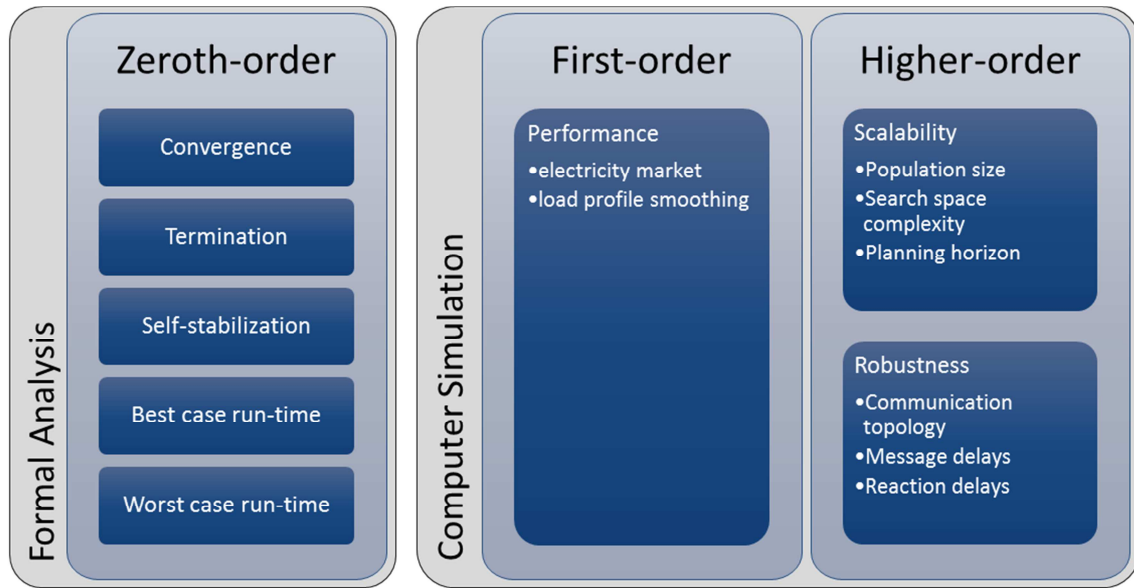 Formal Analysis
Zeroth-order
Convergence
Termination
Self-stabilization
Best case run-time
Worst case run-time
Computer Simulation
First-order
Performance
•electricity market
•load profile smoothing
Higher-order
Scalability
•Population size
•Search space
complexity
•Planning horizon
Robustness
•Communication
topology
•Message delays
•Reaction delays